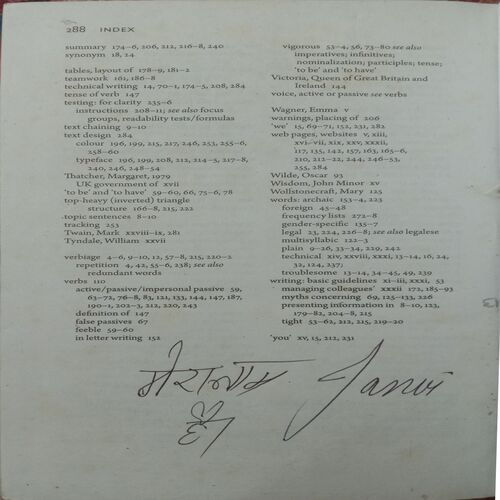 288 INDEX
summary 174–6, 206, 212, 216–8, 240
synonym 18, 24
tables, layout of 178–9, 181–2
teamwork 161, 186–8
technical writing 14, 70–1, 174–5, 208, 284
tense of verb 147
testing: for clarity 235–6
instructions 208–11; see also focus
groups, readability tests/formulas
text chaining 9–10
text design 284
colour 196, 199, 215, 217, 246, 253, 255–6,
258–60
typeface 196, 199, 208, 212, 214–5, 217–8,
240, 246, 248–54
Thatcher, Margaret, 1979
UK government of xvii
'to be' and 'to have' 59–60, 66, 75–6, 78
top-heavy (inverted) triangle
structure 166–8, 215, 222
topic sentences 8–10
tracking 253
Twain, Mark xxviii–ix, 281
Tyndale, William xxvii
verbiage 4–6, 9–10, 12, 57–8, 215, 220–2
repetition 4, 42, 55–6, 238; see also
redundant words
verbs 110
active/passive/impersonal passive 59,
63–72, 76–8, 83, 121, 133, 144, 147, 187,
190–1, 202–3, 212, 220, 243
definition of 147
false passives 67
feeble 59–60
in letter writing 152
vigorous 53–4, 56, 73–80 see also
imperatives; infinitives;
nominalization; participles; tense;
'to be' and 'to have'
Victoria, Queen of Great Britain and
Ireland 144
voice, active or passive see verbs
Wagner, Emma v
warnings, placing of 206
'we' 15, 69–71, 152, 231, 282
web pages, websites v, xiii,
xvi–vii, xix, xxv, xxxii,
117, 135, 142, 157, 163, 165–6,
210, 212–22, 244, 246–53,
255, 284
Wilde, Oscar 93
Wisdom, John Minor xv
Wollstonecraft, Mary 125
words: archaic 153–4, 223
foreign 45–48
frequency lists 272–8
gender-specific 135–7
legal 23, 224, 226–8; see also legalese
multisyllabic 122–3
plain 9–26, 33–34, 229, 242
technical xiv, xxviii, xxxi, 13–14, 16, 24,
32, 124, 237;
troublesome 13–14, 34–45, 49, 239
writing: basic guidelines xi–iii, xxxi, 53
managing colleagues' xxxii 172, 185–93
myths concerning 69, 125–133, 226
presenting information in 8–10, 123,
179–82, 204–8, 215
tight 53–62, 212, 215, 219–20
'you' xv, 15, 212, 231
मेरा नाम
है